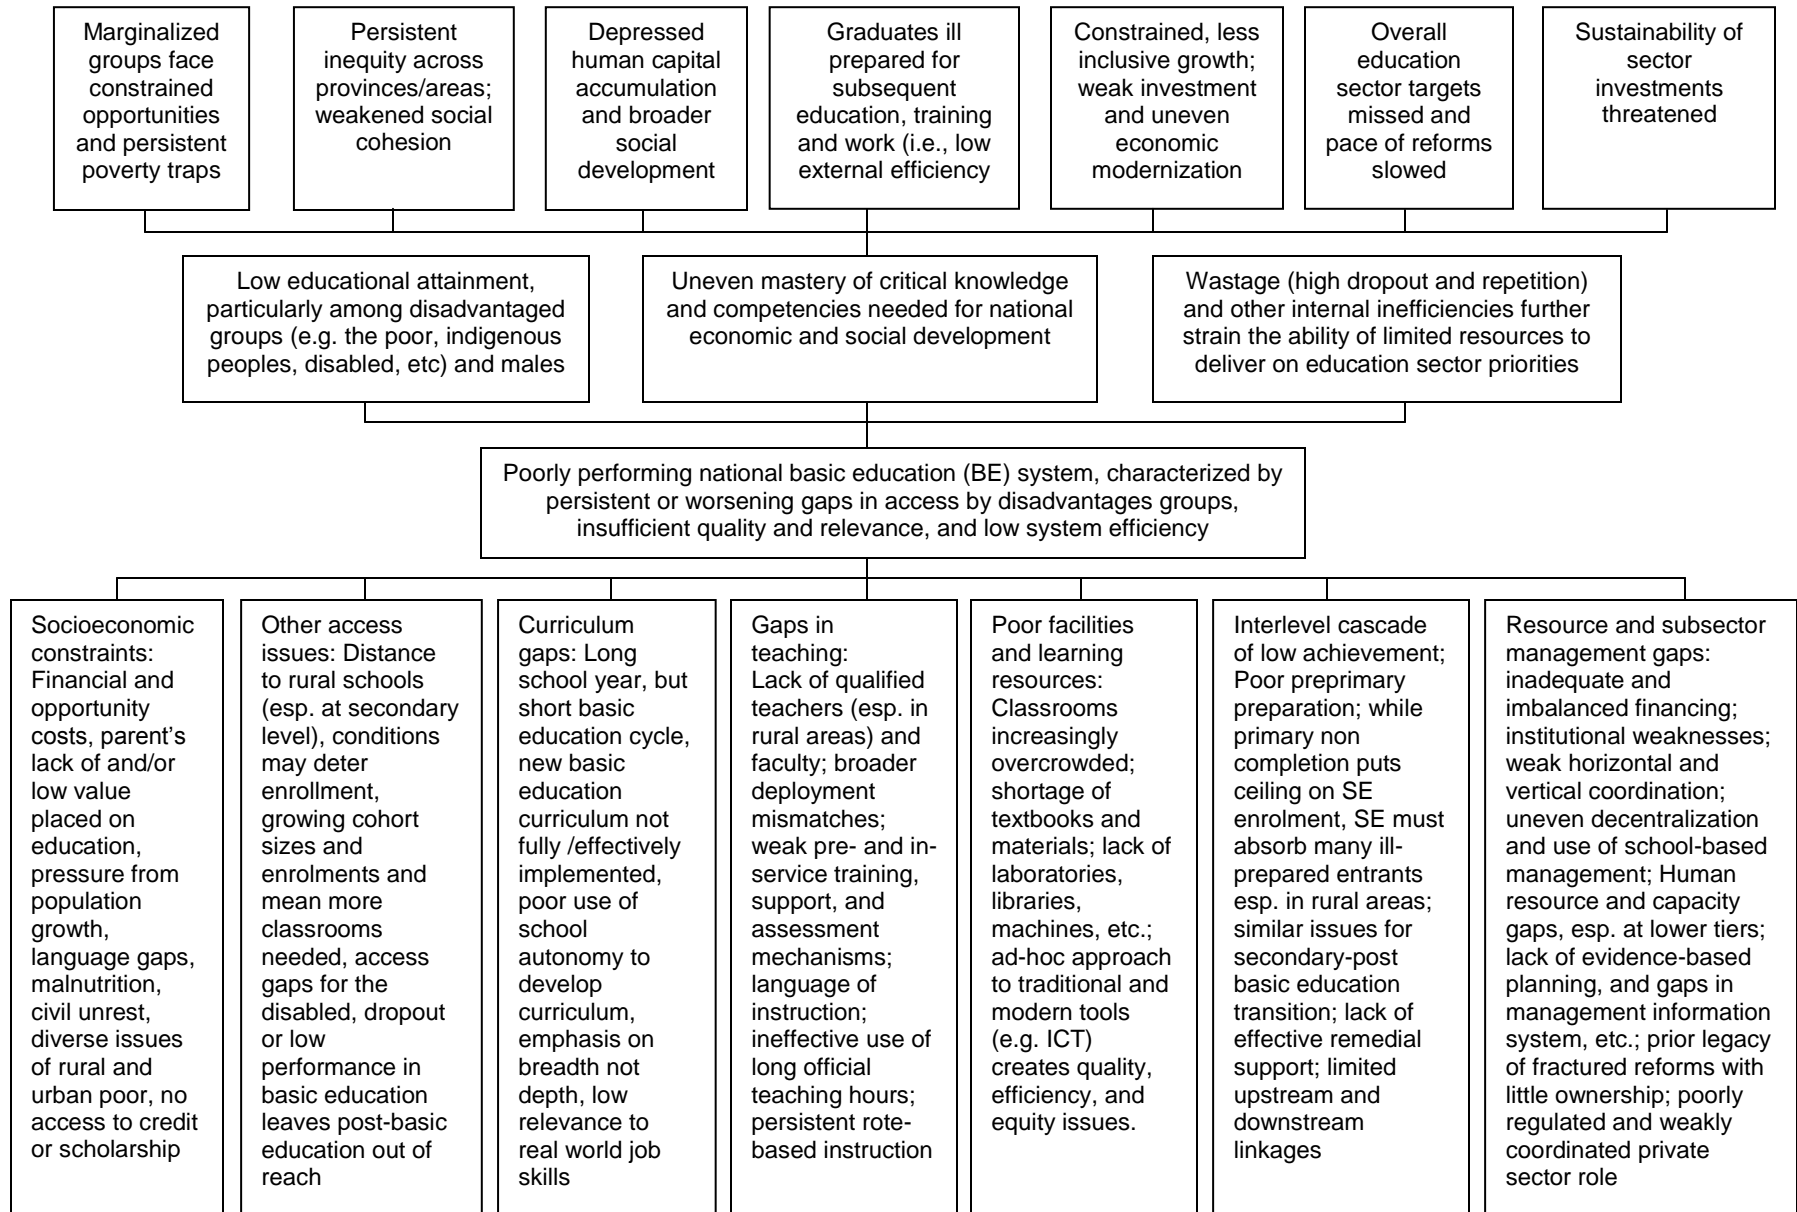 Marginalized
groups face
constrained
opportunities
and persistent
poverty traps
Persistent
inequity across
provinces/areas;
weakened social
cohesion
Depressed
human capital
accumulation
and broader
social
development
Graduates ill
prepared for
subsequent
education, training
and work (i.e., low
external efficiency
Constrained, less
inclusive growth;
weak investment
and uneven
economic
modernization
Overall
education
sector targets
missed and
pace of reforms
slowed
Sustainability of
sector
investments
threatened
Low educational attainment,
particularly among disadvantaged
groups (e.g. the poor, indigenous
peoples, disabled, etc) and males
Uneven mastery of critical knowledge
and competencies needed for national
economic and social development
Wastage (high dropout and repetition)
and other internal inefficiencies further
strain the ability of limited resources to
deliver on education sector priorities
Poorly performing national basic education (BE) system, characterized by
persistent or worsening gaps in access by disadvantages groups,
insufficient quality and relevance, and low system efficiency
Socioeconomic
constraints:
Financial and
opportunity
costs, parent's
lack of and/or
low value
placed on
education,
pressure from
population
growth,
language gaps,
malnutrition,
civil unrest,
diverse issues
of rural and
urban poor, no
access to credit
or scholarship
Other access
issues: Distance
to rural schools
(esp. at secondary
level), conditions
may deter
enrollment,
growing cohort
sizes and
enrolments and
mean more
classrooms
needed, access
gaps for the
disabled, dropout
or low
performance in
basic education
leaves post-basic
education out of
reach
Curriculum
gaps: Long
school year, but
short basic
education cycle,
new basic
education
curriculum not
fully /effectively
implemented,
poor use of
school
autonomy to
develop
curriculum,
emphasis on
breadth not
depth, low
relevance to
real world job
skills
Gaps in
teaching:
Lack of qualified
teachers (esp. in
rural areas) and
faculty; broader
deployment
mismatches;
weak pre- and in-
service training,
support, and
assessment
mechanisms;
language of
instruction;
ineffective use of
long official
teaching hours;
persistent rote-
based instruction
Poor facilities
and learning
resources:
Classrooms
increasingly
overcrowded;
shortage of
textbooks and
materials; lack of
laboratories,
libraries,
machines, etc.;
ad-hoc approach
to traditional and
modern tools
(e.g. ICT)
creates quality,
efficiency, and
equity issues.
Interlevel cascade
of low achievement;
Poor preprimary
preparation; while
primary non
completion puts
ceiling on SE
enrolment, SE must
absorb many ill-
prepared entrants
esp. in rural areas;
similar issues for
secondary-post
basic education
transition; lack of
effective remedial
support; limited
upstream and
downstream
linkages
Resource and subsector
management gaps:
inadequate and
imbalanced financing;
institutional weaknesses;
weak horizontal and
vertical coordination;
uneven decentralization
and use of school-based
management; Human
resource and capacity
gaps, esp. at lower tiers;
lack of evidence-based
planning, and gaps in
management information
system, etc.; prior legacy
of fractured reforms with
little ownership; poorly
regulated and weakly
coordinated private
sector role